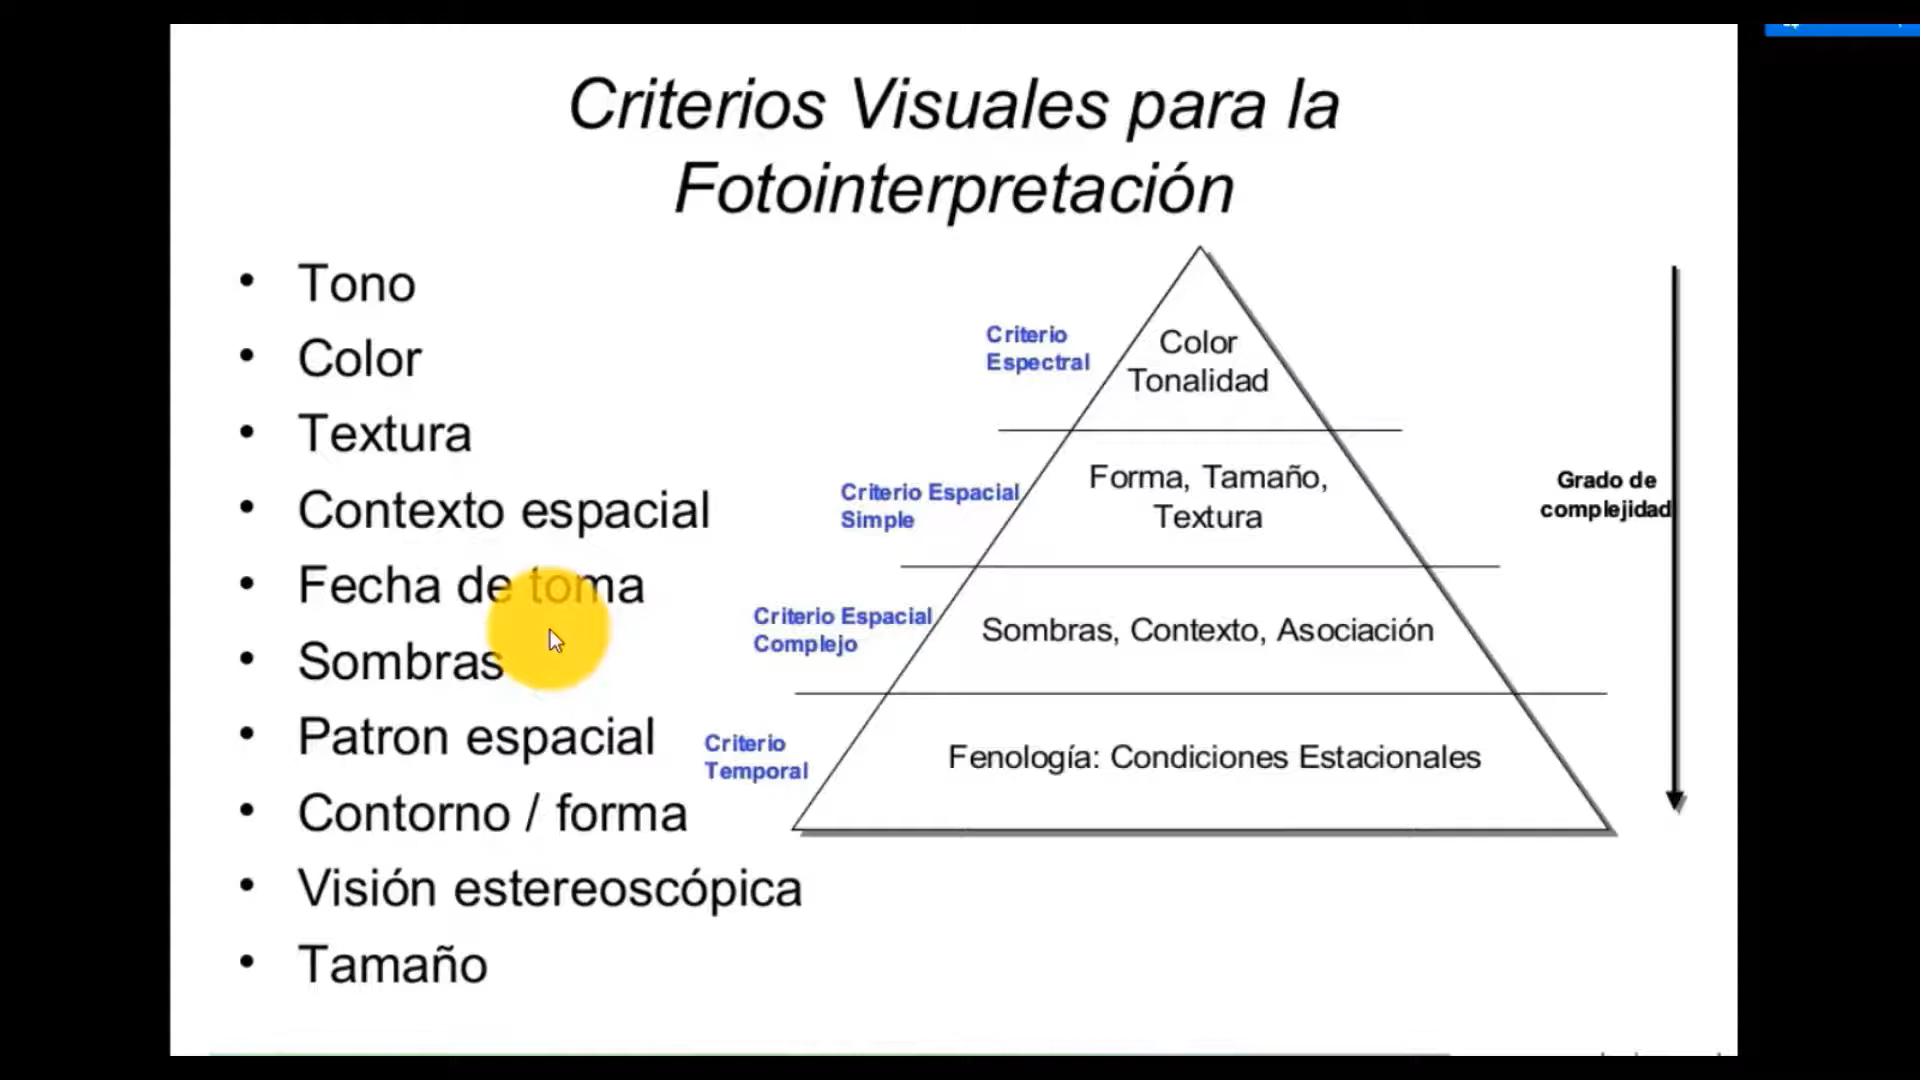 Criterios Visuales para la
Fotointerpretación
• Tono
• Color
• Textura
• Contexto espacial
• Fecha de toma
• Sombras
• Patron espacial
• Contorno / forma
• Visión estereoscópica
• Tamaño
Criterio
Espectral
Color
Tonalidad
Criterio Espacial
Simple
Forma, Tamaño,
Textura
Criterio Espacial
Complejo
Sombras, Contexto, Asociación
Criterio
Temporal
Fenología: Condiciones Estacionales
Grado de
complejidad